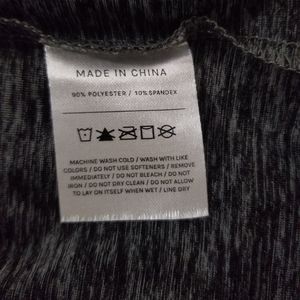 MADE IN CHINA
90% POLYESTER / 10% SPANDEX
MACHINE WASH COLD / WASH WITH LIKE
COLORS / DO NOT USE SOFTENERS / REMOVE
IMMEDIATELY / DO NOT BLEACH / DO NOT
IRON / DO NOT DRY CLEAN / DO NOT ALLOW
TO LAY ON ITSELF WHEN WET / LINE DRY